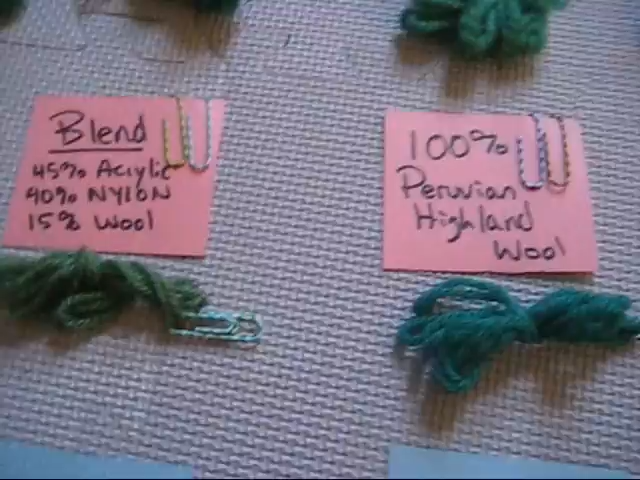 Blend
45% Acrylic
40% NYLON
15% Wool
100%
Peruvian
Highland
Wool